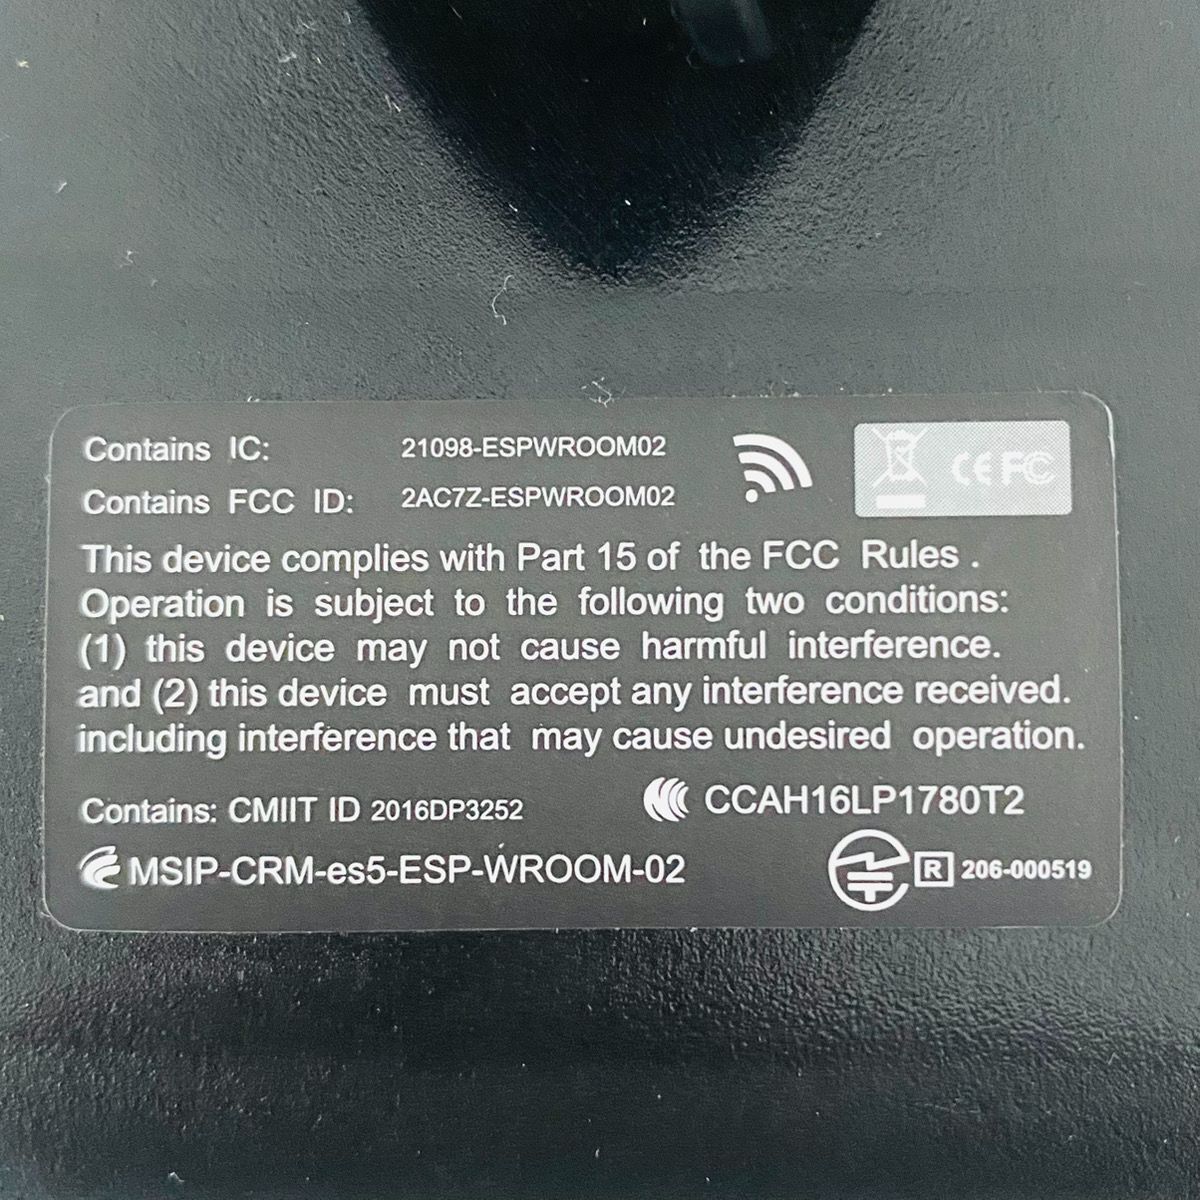 Contains IC: 21098-ESPWROOM02
Contains FCC ID: 2AC7Z-ESPWROOM02
CE FC
This device complies with Part 15 of the FCC Rules .
Operation is subject to the following two conditions:
(1) this device may not cause harmful interference.
and (2) this device must accept any interference received.
including interference that may cause undesired operation.
Contains: CMIIT ID 2016DP3252
CCAH16LP1780T2
MSIP-CRM-es5-ESP-WROOM-02
R 206-000519